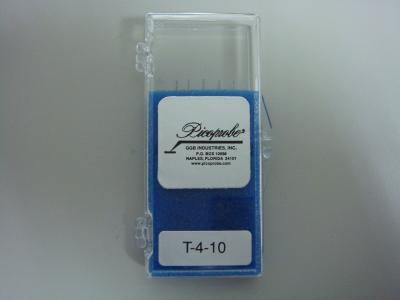 Picoprobe®
GGB INDUSTRIES, INC.
P.O. BOX 10958
NAPLES, FLORIDA 34101
www.picoprobe.com
T-4-10